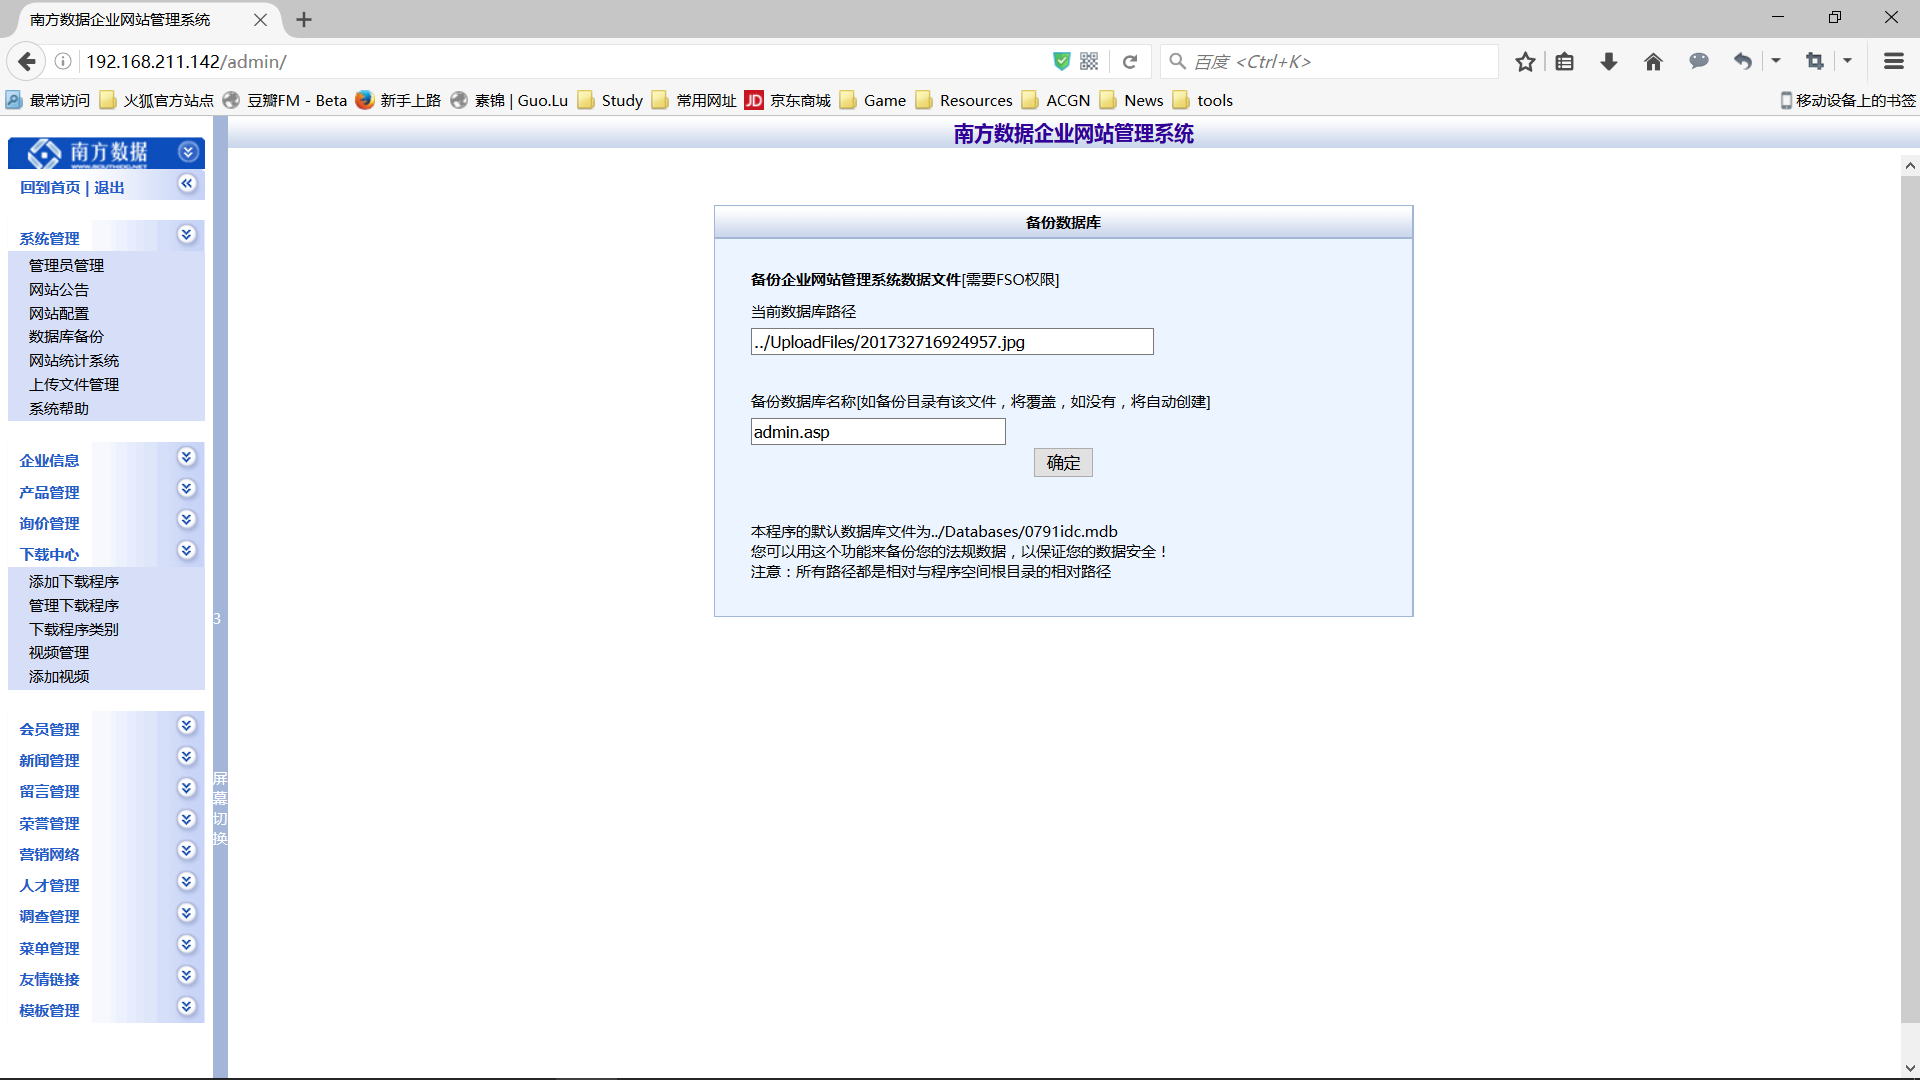 南方数据企业网站管理系统
192.168.211.142/admin/
百度 <Ctrl+K>
最常访问 火狐官方站点 豆瓣FM - Beta 新手上路 素锦 | Guo.Lu Study 常用网址 JD 京东商城 Game Resources ACGN News tools 移动设备上的书签
南方数据企业网站管理系统
南方数据
回到首页 | 退出
系统管理
管理员管理
网站公告
网站配置
数据库备份
网站统计系统
上传文件管理
系统帮助
企业信息
产品管理
询价管理
下载中心
添加下载程序
管理下载程序
下载程序类别
视频管理
添加视频
会员管理
新闻管理
留言管理
荣誉管理
营销网络
人才管理
调查管理
菜单管理
友情链接
模板管理
3
屏幕切换
备份数据库
备份企业网站管理系统数据文件[需要FSO权限]
当前数据库路径
../UploadFiles/201732716924957.jpg
备份数据库名称[如备份目录有该文件，将覆盖，如没有，将自动创建]
admin.asp
确定
本程序的默认数据库文件为../Databases/0791idc.mdb
您可以用这个功能来备份您的法规数据，以保证您的数据安全！
注意：所有路径都是相对与程序空间根目录的相对路径